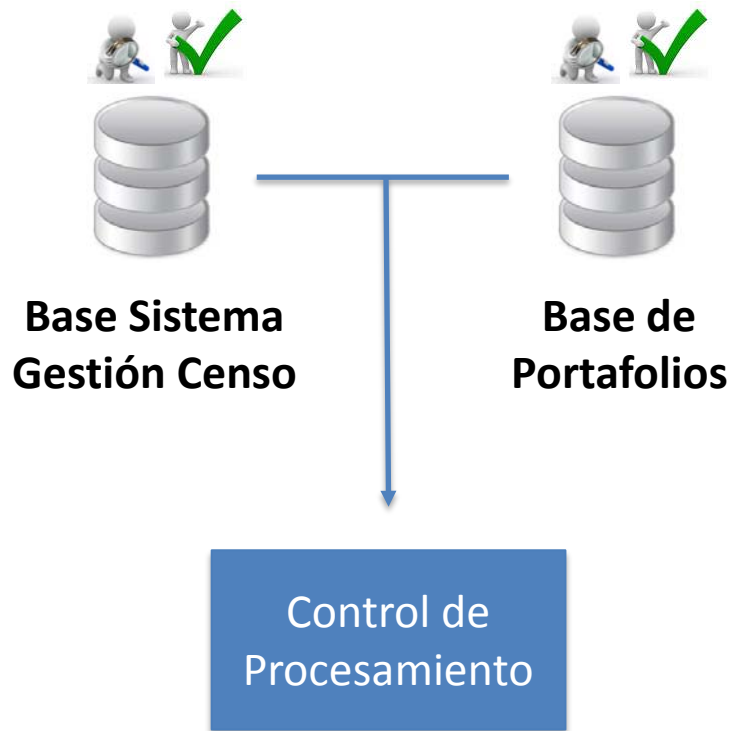 Base Sistema
Gestión Censo
Base de
Portafolios
Control de
Procesamiento